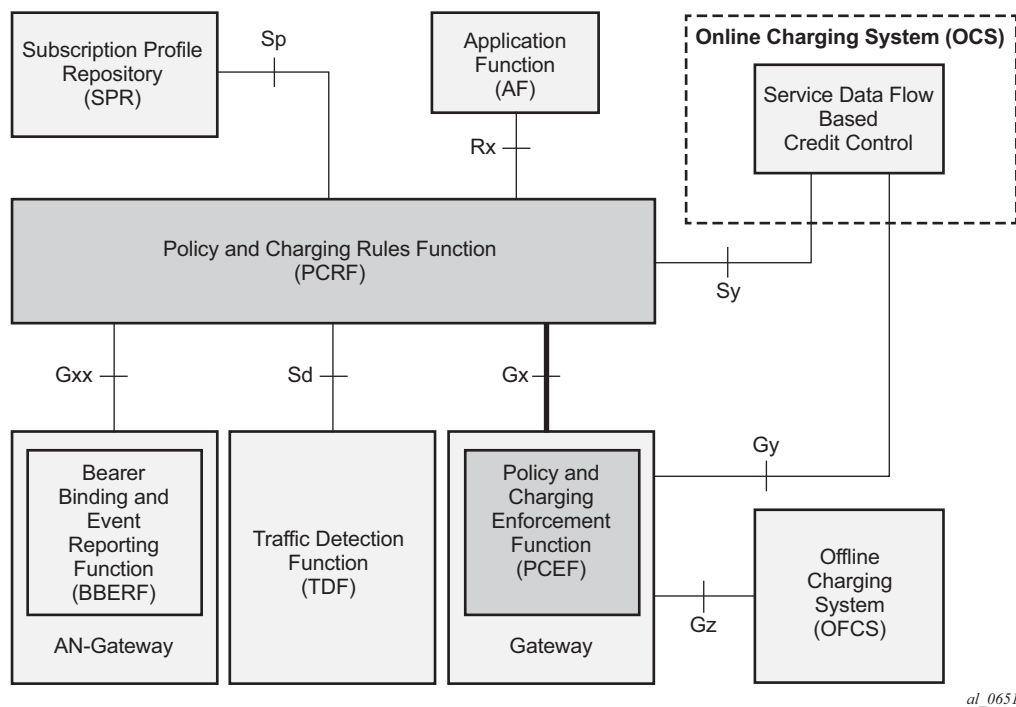 Subscription Profile
Repository
(SPR)
Sp
Application
Function
(AF)
Rx
Online Charging System (OCS)
Service Data Flow
Based
Credit Control
Policy and Charging Rules Function
(PCRF)
Sy
Gxx
Sd
Gx
Gy
Bearer
Binding and
Event
Reporting
Function
(BBERF)
AN-Gateway
Traffic Detection
Function
(TDF)
Policy and
Charging
Enforcement
Function
(PCEF)
Gateway
Gz
Offline
Charging
System
(OFCS)
al_0651